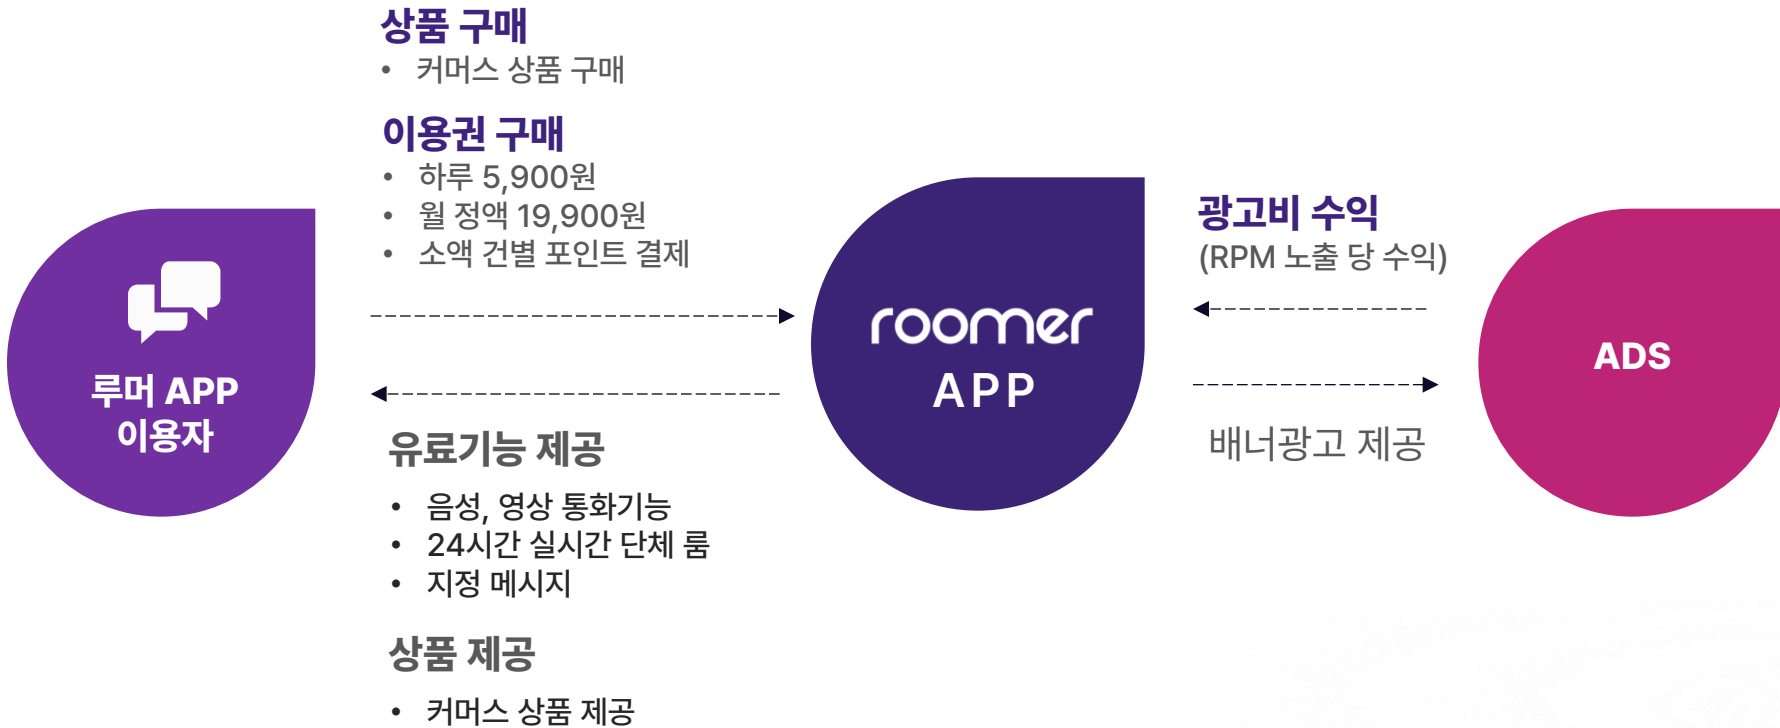 상품 구매
• 커머스 상품 구매
이용권 구매
• 하루 5,900원
• 월 정액 19,900원
• 소액 건별 포인트 결제
루머 APP
이용자
유료기능 제공
• 음성, 영상 통화기능
• 24시간 실시간 단체 룸
• 지정 메시지
상품 제공
• 커머스 상품 제공
roomer
APP
광고비 수익
(RPM 노출 당 수익)
배너광고 제공
ADS